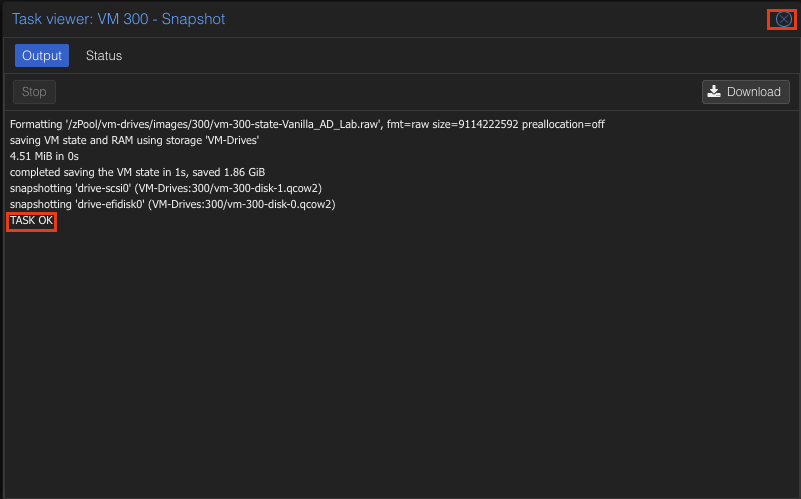 Task viewer: VM 300 - Snapshot
Output Status
Stop Download
Formatting '/zPool/vm-drives/images/300/vm-300-state-Vanilla_AD_Lab.raw', fmt=raw size=9114222592 preallocation=off
saving VM state and RAM using storage 'VM-Drives'
4.51 MiB in 0s
completed saving the VM state in 1s, saved 1.86 GiB
snapshotting 'drive-scsi0' (VM-Drives:300/vm-300-disk-1.qcow2)
snapshotting 'drive-efidisk0' (VM-Drives:300/vm-300-disk-0.qcow2)
TASK OK